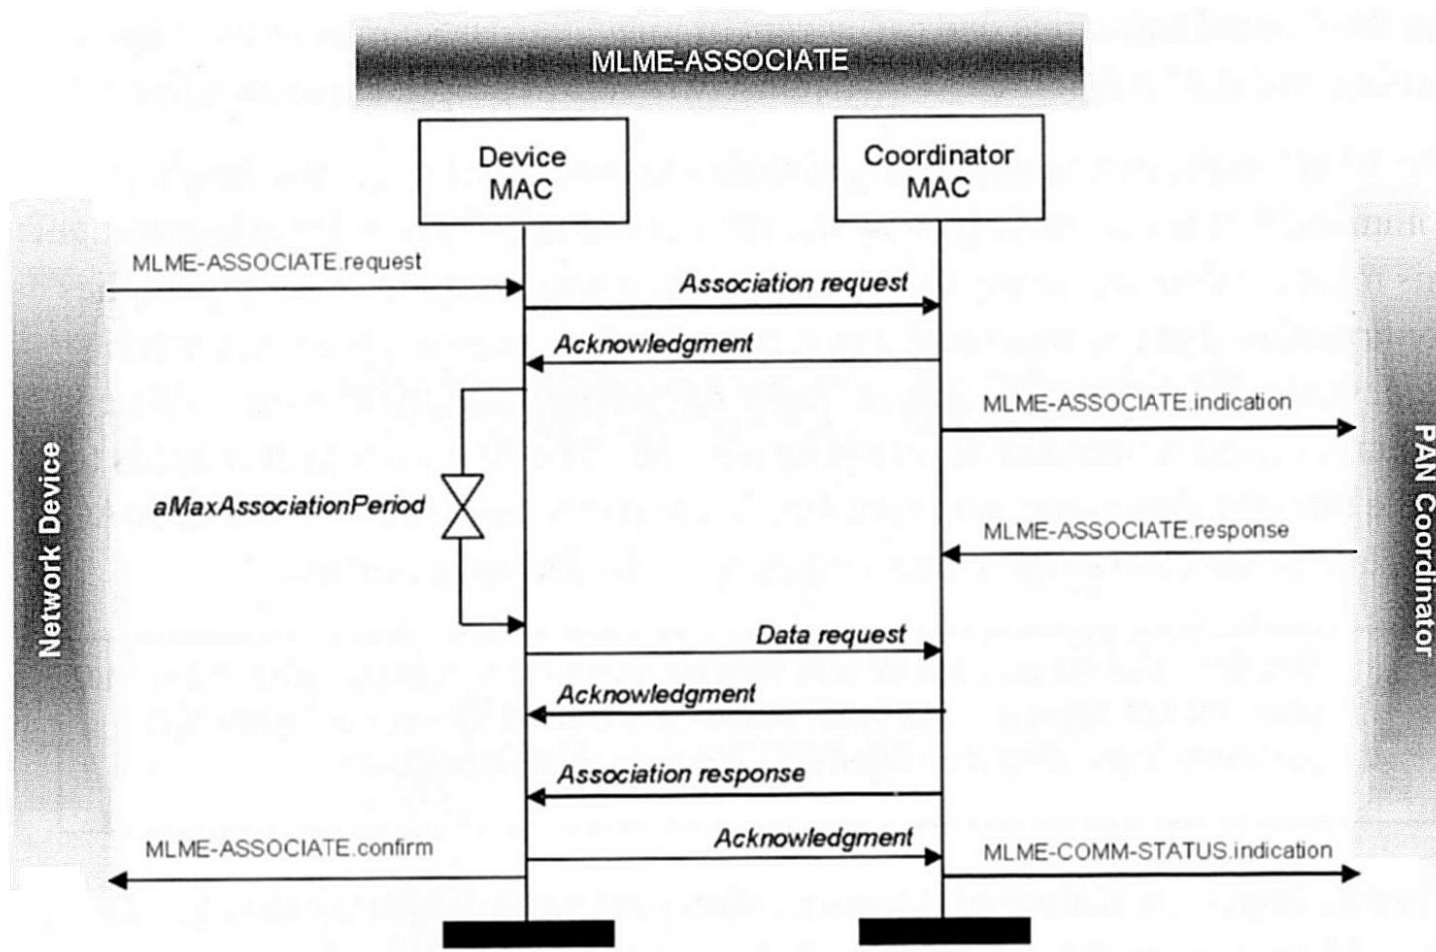 MLME-ASSOCIATE
Device
MAC
Coordinator
MAC
MLME-ASSOCIATE.request
Association request
Acknowledgment
MLME-ASSOCIATE.indication
Network Device
aMaxAssociationPeriod
PAN Coordinator
MLME-ASSOCIATE.response
Data request
Acknowledgment
Association response
MLME-ASSOCIATE.confirm
Acknowledgment
MLME-COMM-STATUS.indication